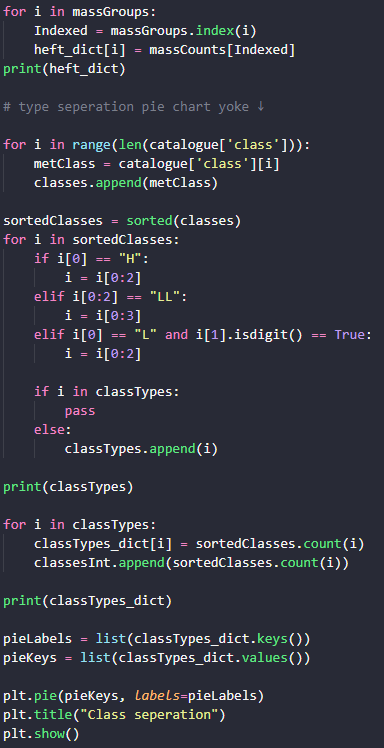 for i in massGroups:
    Indexed = massGroups.index(i)
    heft_dict[i] = massCounts[Indexed]
print(heft_dict)

# type seperation pie chart yoke ↓

for i in range(len(catalogue['class'])):
    metClass = catalogue['class'][i]
    classes.append(metClass)

sortedClasses = sorted(classes)
for i in sortedClasses:
    if i[0] == "H":
        i = i[0:2]
    elif i[0:2] == "LL":
        i = i[0:3]
    elif i[0] == "L" and i[1].isdigit() == True:
        i = i[0:2]

    if i in classTypes:
        pass
    else:
        classTypes.append(i)

print(classTypes)

for i in classTypes:
    classTypes_dict[i] = sortedClasses.count(i)
    classesInt.append(sortedClasses.count(i))

print(classTypes_dict)

pieLabels = list(classTypes_dict.keys())
pieKeys = list(classTypes_dict.values())

plt.pie(pieKeys, labels=pieLabels)
plt.title("Class seperation")
plt.show()